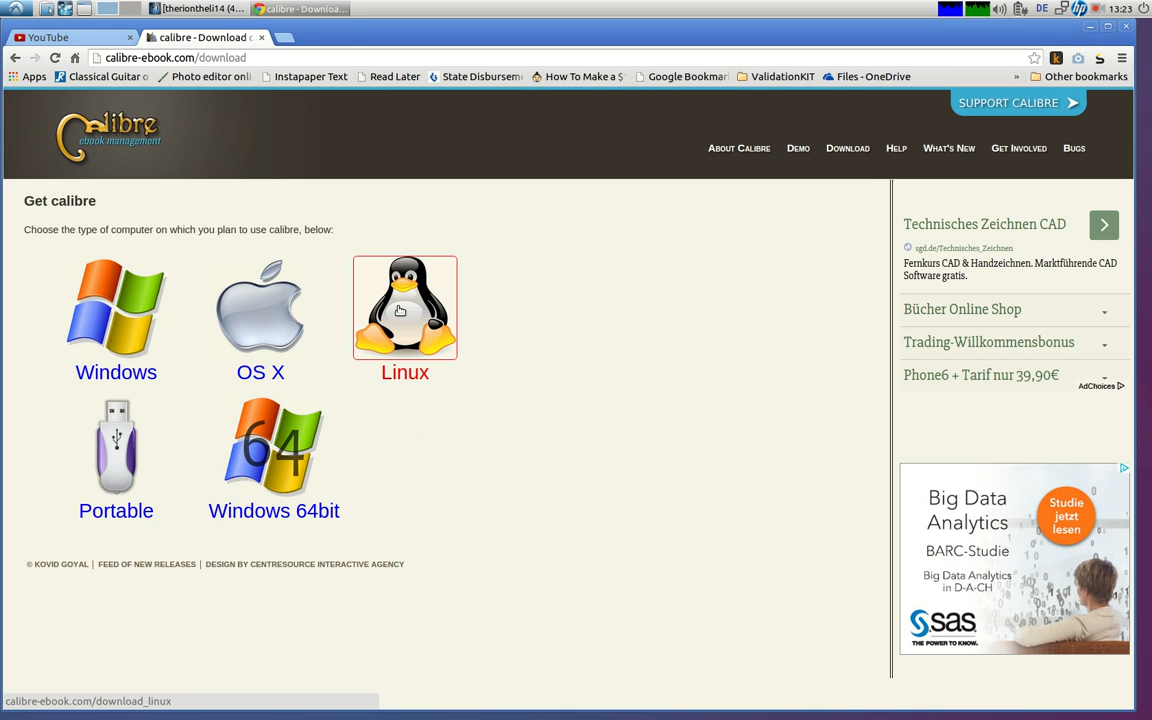 [theriontheli14 (4...
calibre - Downloa...
DE
13:23
YouTube
calibre - Download c
calibre-ebook.com/download
Apps
Classical Guitar o
Photo editor onli
Instapaper Text
Read Later
State Disbursem
How To Make a $
Google Bookmar
ValidationKIT
Files - OneDrive
»
Other bookmarks
SUPPORT CALIBRE
Calibre
ebook management
About Calibre
Demo
Download
Help
What's New
Get Involved
Bugs
Get calibre
Choose the type of computer on which you plan to use calibre, below:
Windows
OS X
Linux
64
Portable
Windows 64bit
© KOVID GOYAL | FEED OF NEW RELEASES | DESIGN BY CENTRESOURCE INTERACTIVE AGENCY
Technisches Zeichnen CAD
sgd.de/Technisches_Zeichnen
Fernkurs CAD & Handzeichnen. Marktführende CAD
Software gratis.
Bücher Online Shop
Trading-Willkommensbonus
Phone6 + Tarif nur 39,90€
AdChoices
Big Data
Analytics
BARC-Studie
Big Data Analytics
in D-A-CH
Studie
jetzt
lesen
sas
THE POWER TO KNOW.
calibre-ebook.com/download_linux